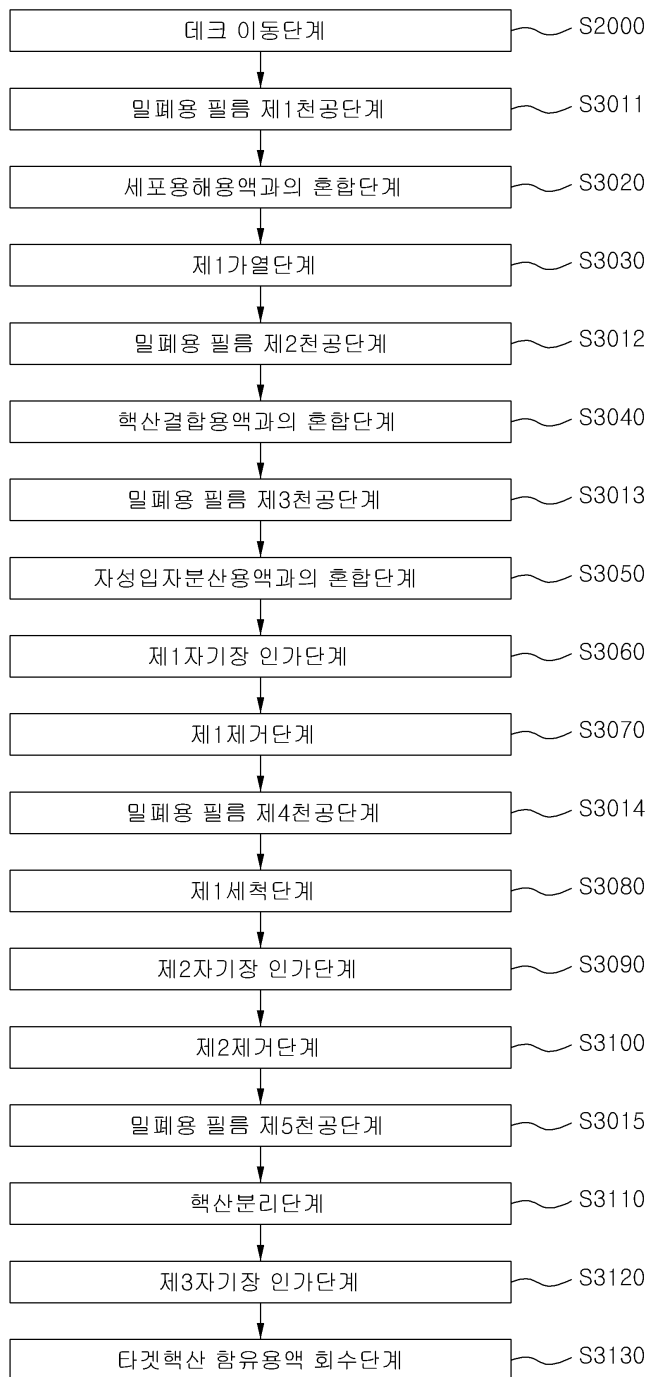 데크 이동단계 S2000
밀폐용 필름 제1천공단계 S3011
세포용해용액과의 혼합단계 S3020
제1가열단계 S3030
밀폐용 필름 제2천공단계 S3012
핵산결합용액과의 혼합단계 S3040
밀폐용 필름 제3천공단계 S3013
자성입자분산용액과의 혼합단계 S3050
제1자기장 인가단계 S3060
제1제거단계 S3070
밀폐용 필름 제4천공단계 S3014
제1세척단계 S3080
제2자기장 인가단계 S3090
제2제거단계 S3100
밀폐용 필름 제5천공단계 S3015
핵산분리단계 S3110
제3자기장 인가단계 S3120
타겟핵산 함유용액 회수단계 S3130